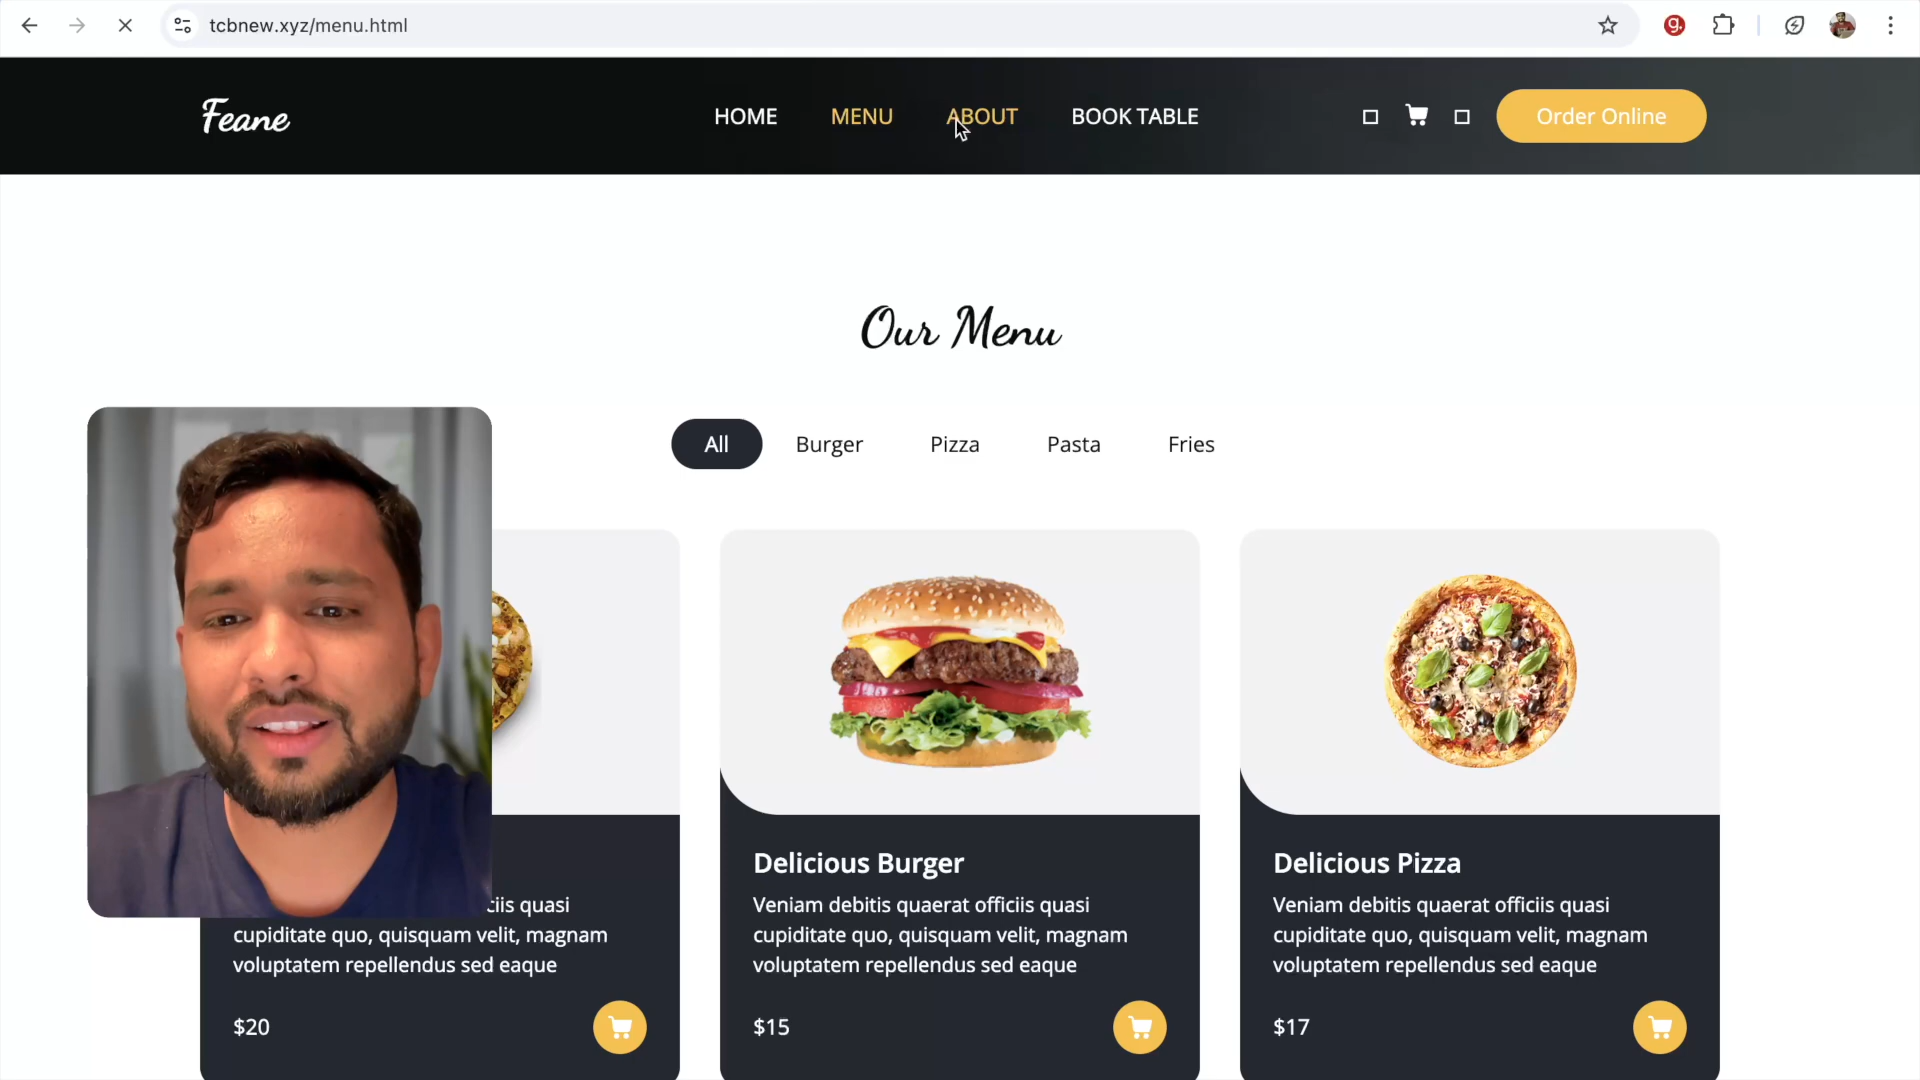 tcbnew.xyz/menu.html
g.
Feane
HOME
MENU
ABOUT
BOOK TABLE
Order Online
Our Menu
All
Burger
Pizza
Pasta
Fries
ciis quasi
cupiditate quo, quisquam velit, magnam
voluptatem repellendus sed eaque
$20
Delicious Burger
Veniam debitis quaerat officiis quasi
cupiditate quo, quisquam velit, magnam
voluptatem repellendus sed eaque
$15
Delicious Pizza
Veniam debitis quaerat officiis quasi
cupiditate quo, quisquam velit, magnam
voluptatem repellendus sed eaque
$17